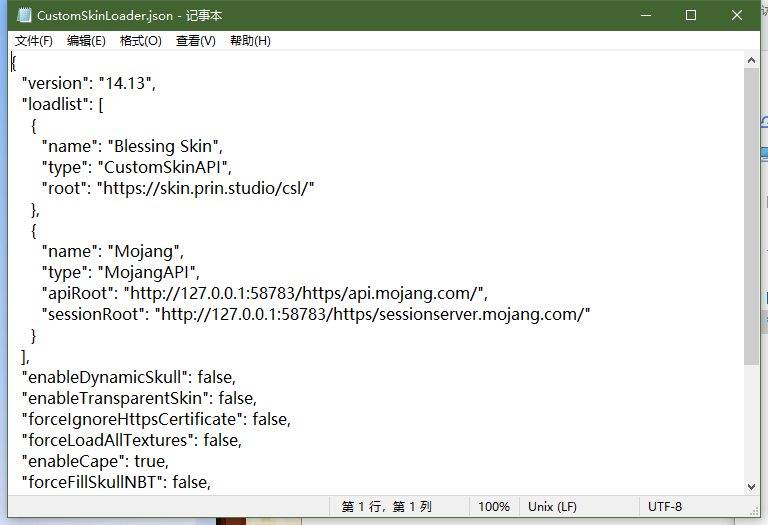 CustomSkinLoader.json - 记事本
文件(F) 编辑(E) 格式(O) 查看(V) 帮助(H)
{
"version": "14.13",
"loadlist": [
{
"name": "Blessing Skin",
"type": "CustomSkinAPI",
"root": "https://skin.prin.studio/csl/"
},
{
"name": "Mojang",
"type": "MojangAPI",
"apiRoot": "http://127.0.0.1:58783/https/api.mojang.com/",
"sessionRoot": "http://127.0.0.1:58783/https/sessionserver.mojang.com/"
}
],
"enableDynamicSkull": false,
"enableTransparentSkin": false,
"forceIgnoreHttpsCertificate": false,
"forceLoadAllTextures": false,
"enableCape": true,
"forceFillSkullNBT": false,
第 1 行，第 1 列 100% Unix (LF) UTF-8